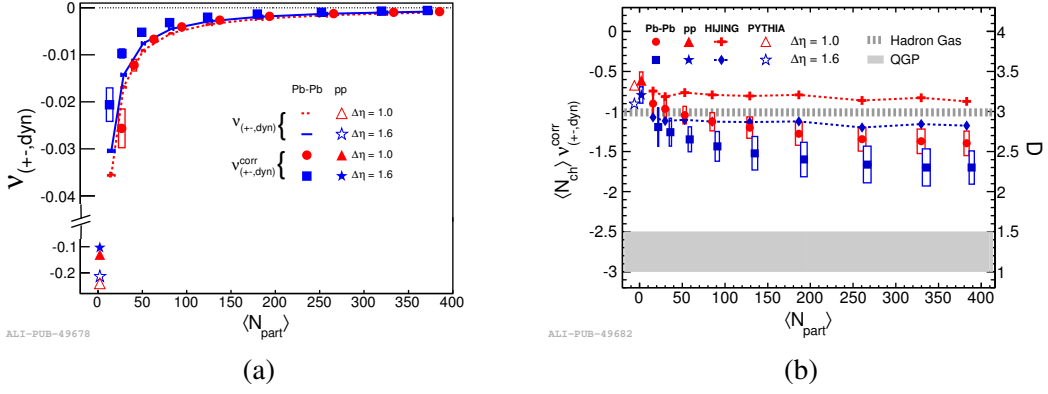 (a)
0
-0.01
-0.02
-0.03
-0.04
-0.1
-0.2
ν(+-,dyn)
Pb-Pb pp
ν(+-,dyn) { Δη = 1.0
Δη = 1.6
ν(+-,dyn)^corr { Δη = 1.0
Δη = 1.6
0 50 100 150 200 250 300 350 400
⟨Npart⟩
ALI-PUB-49678
(a)
(b)
Pb-Pb pp HIJING PYTHIA
Δη = 1.0
Δη = 1.6
Hadron Gas
QGP
0
-0.5
-1
-1.5
-2
-2.5
-3
⟨Nch⟩ ν(+-,dyn)^corr
4
3.5
3
2.5
2
1.5
1
D
0 50 100 150 200 250 300 350 400
⟨Npart⟩
ALI-PUB-49682
(b)